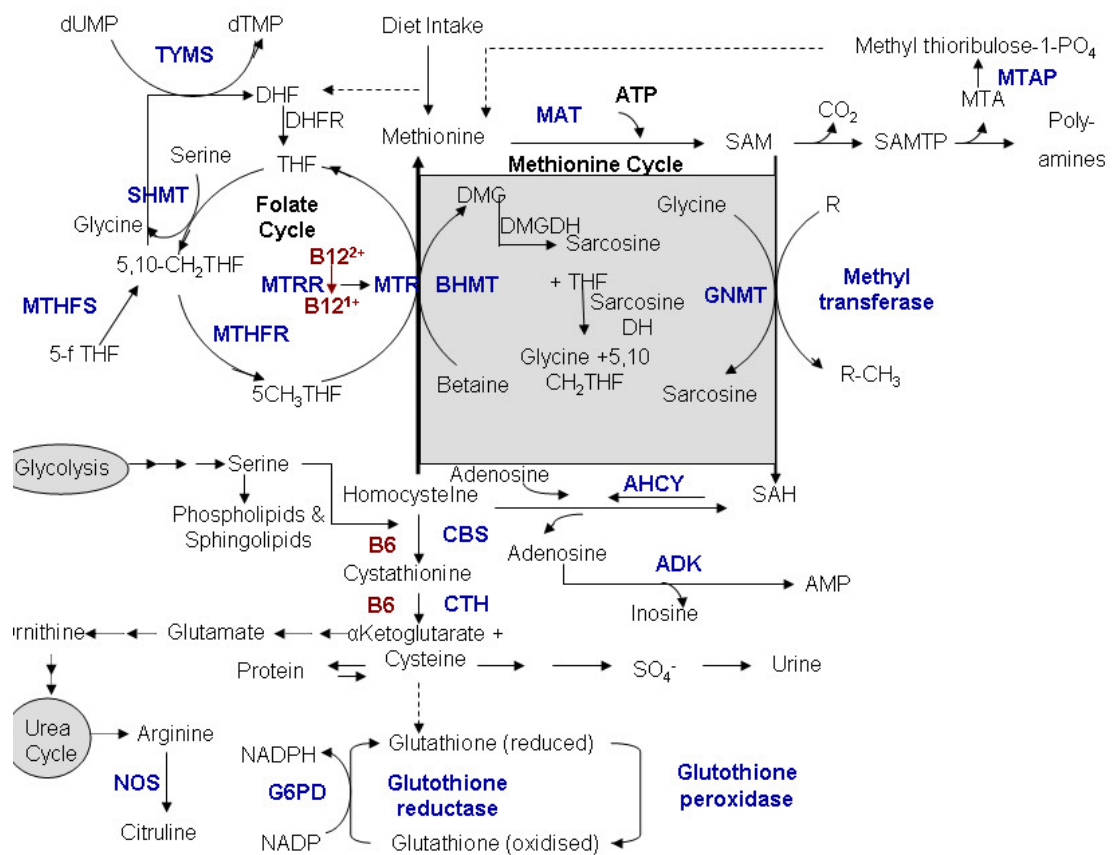 dUMP
dTMP
TYMS
Diet Intake
Methyl thioribulose-1-PO₄
MTAP
MTA
DHF
DHFR
THF
Methionine
MAT
ATP
SAM
CO₂
SAMTP
Poly-
amines
Methionine Cycle
Serine
SHMT
Glycine
Folate
Cycle
5,10-CH₂THF
B12²⁺
MTRR
MTR
B12¹⁺
BHMT
MTHFS
MTHFR
5-f THF
5CH₃THF
DMG
DMGDH
Sarcosine
+ THF
Sarcosine
DH
Glycine +5,10
CH₂THF
Betaine
Glycine
GNMT
Sarcosine
R
Methyl
transferase
R-CH₃
Glycolysis
Serine
Phospholipids &
Sphingolipids
HomocysteIne
Adenosine
AHCY
SAH
B6
CBS
Adenosine
ADK
AMP
Inosine
Cystathionine
B6
CTH
rnithine
Glutamate
αKetoglutarate +
Cysteine
Protein
SO₄⁻
Urine
Urea
Cycle
Arginine
NOS
Citruline
NADPH
G6PD
NADP
Glutathione (reduced)
Glutothione
reductase
Glutathione (oxidised)
Glutothione
peroxidase